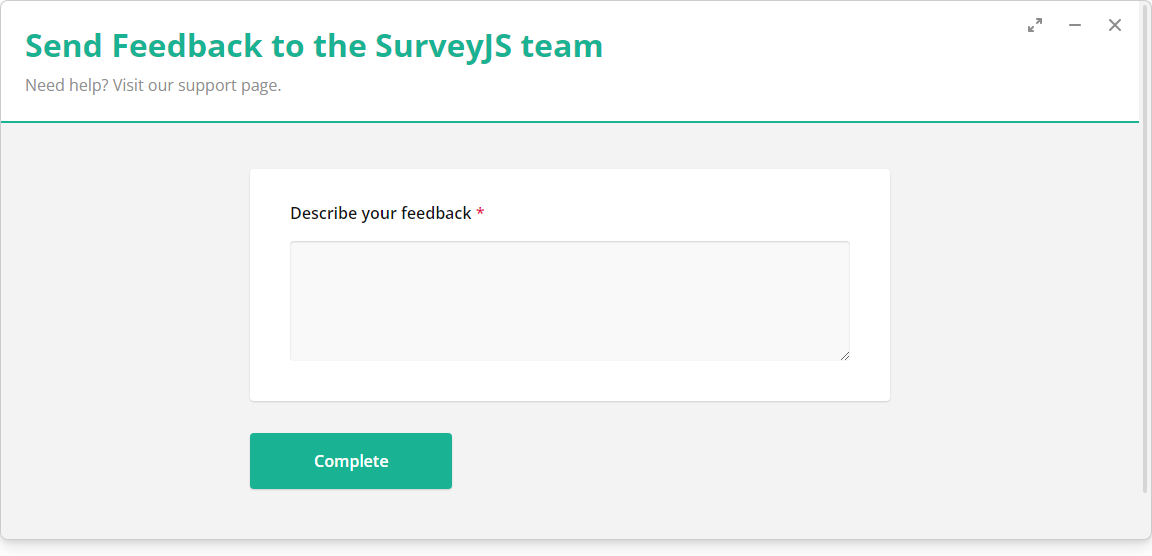 Send Feedback to the SurveyJS team
Need help? Visit our support page.
Describe your feedback *
Complete